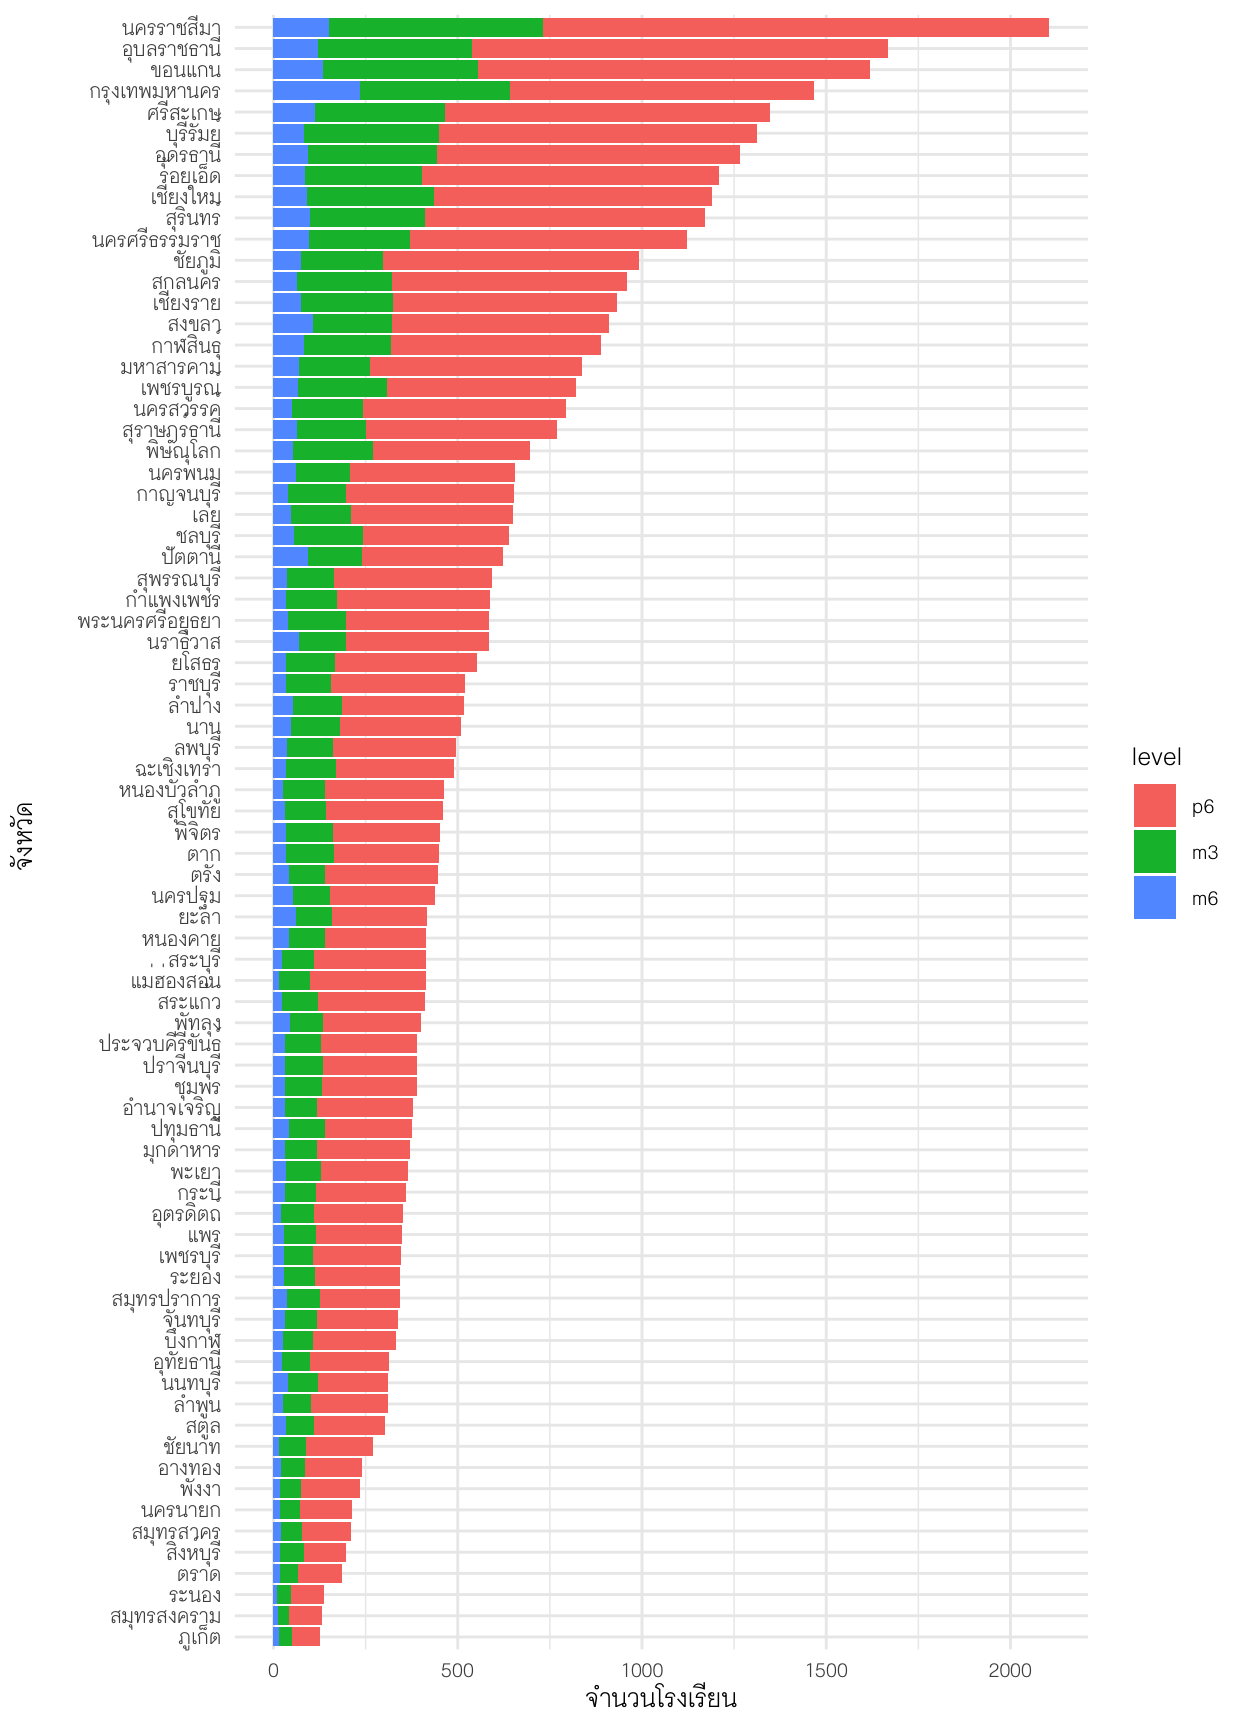 นครราชสีมา
อุบลราชธานี
ขอนแก่น
กรุงเทพมหานคร
ศรีสะเกษ
บุรีรัมย์
อุดรธานี
ร้อยเอ็ด
เชียงใหม่
สุรินทร์
นครศรีธรรมราช
ชัยภูมิ
สกลนคร
เชียงราย
สงขลา
กาฬสินธุ์
มหาสารคาม
เพชรบูรณ์
นครสวรรค์
สุราษฎร์ธานี
พิษณุโลก
นครพนม
กาญจนบุรี
เลย
ชลบุรี
ปัตตานี
สุพรรณบุรี
กำแพงเพชร
พระนครศรีอยุธยา
นราธิวาส
ยโสธร
ราชบุรี
ลำปาง
น่าน
ลพบุรี
ฉะเชิงเทรา
หนองบัวลำภู
สุโขทัย
พิจิตร
ตาก
ตรัง
นครปฐม
ยะลา
หนองคาย
สระบุรี
แม่ฮ่องสอน
สระแก้ว
พัทลุง
ประจวบคีรีขันธ์
ปราจีนบุรี
ชุมพร
อำนาจเจริญ
ปทุมธานี
มุกดาหาร
พะเยา
กระบี่
อุตรดิตถ์
แพร่
เพชรบุรี
ระยอง
สมุทรปราการ
จันทบุรี
บึงกาฬ
อุทัยธานี
นนทบุรี
ลำพูน
สตูล
ชัยนาท
อ่างทอง
พังงา
นครนายก
สมุทรสาคร
สิงห์บุรี
ตราด
ระนอง
สมุทรสงคราม
ภูเก็ต
จังหวัด
0 500 1000 1500 2000
จำนวนโรงเรียน
level
p6
m3
m6